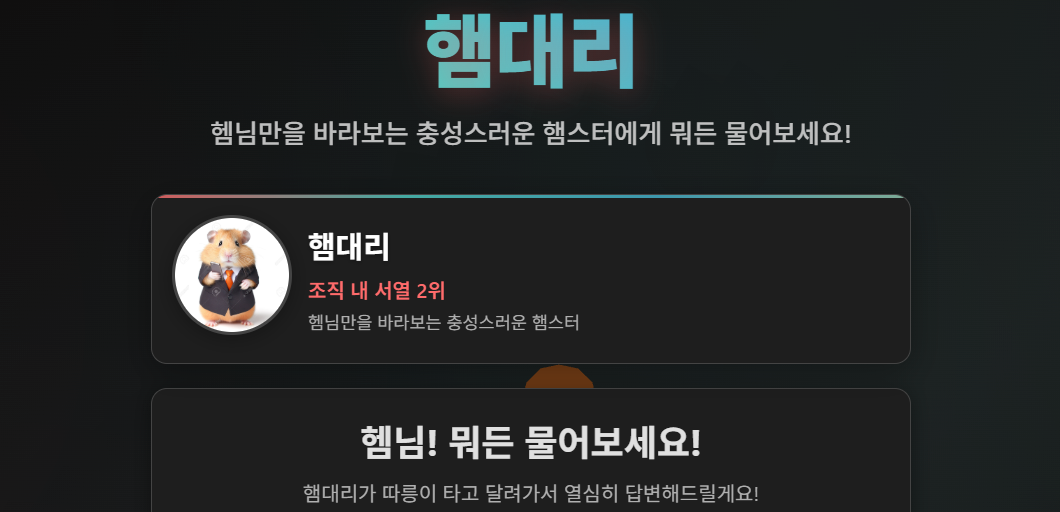 햄대리
헴님만을 바라보는 충성스러운 햄스터에게 뭐든 물어보세요!
햄대리
조직 내 서열 2위
헴님만을 바라보는 충성스러운 햄스터
헴님! 뭐든 물어보세요!
햄대리가 따릉이 타고 달려가서 열심히 답변해드릴게요!